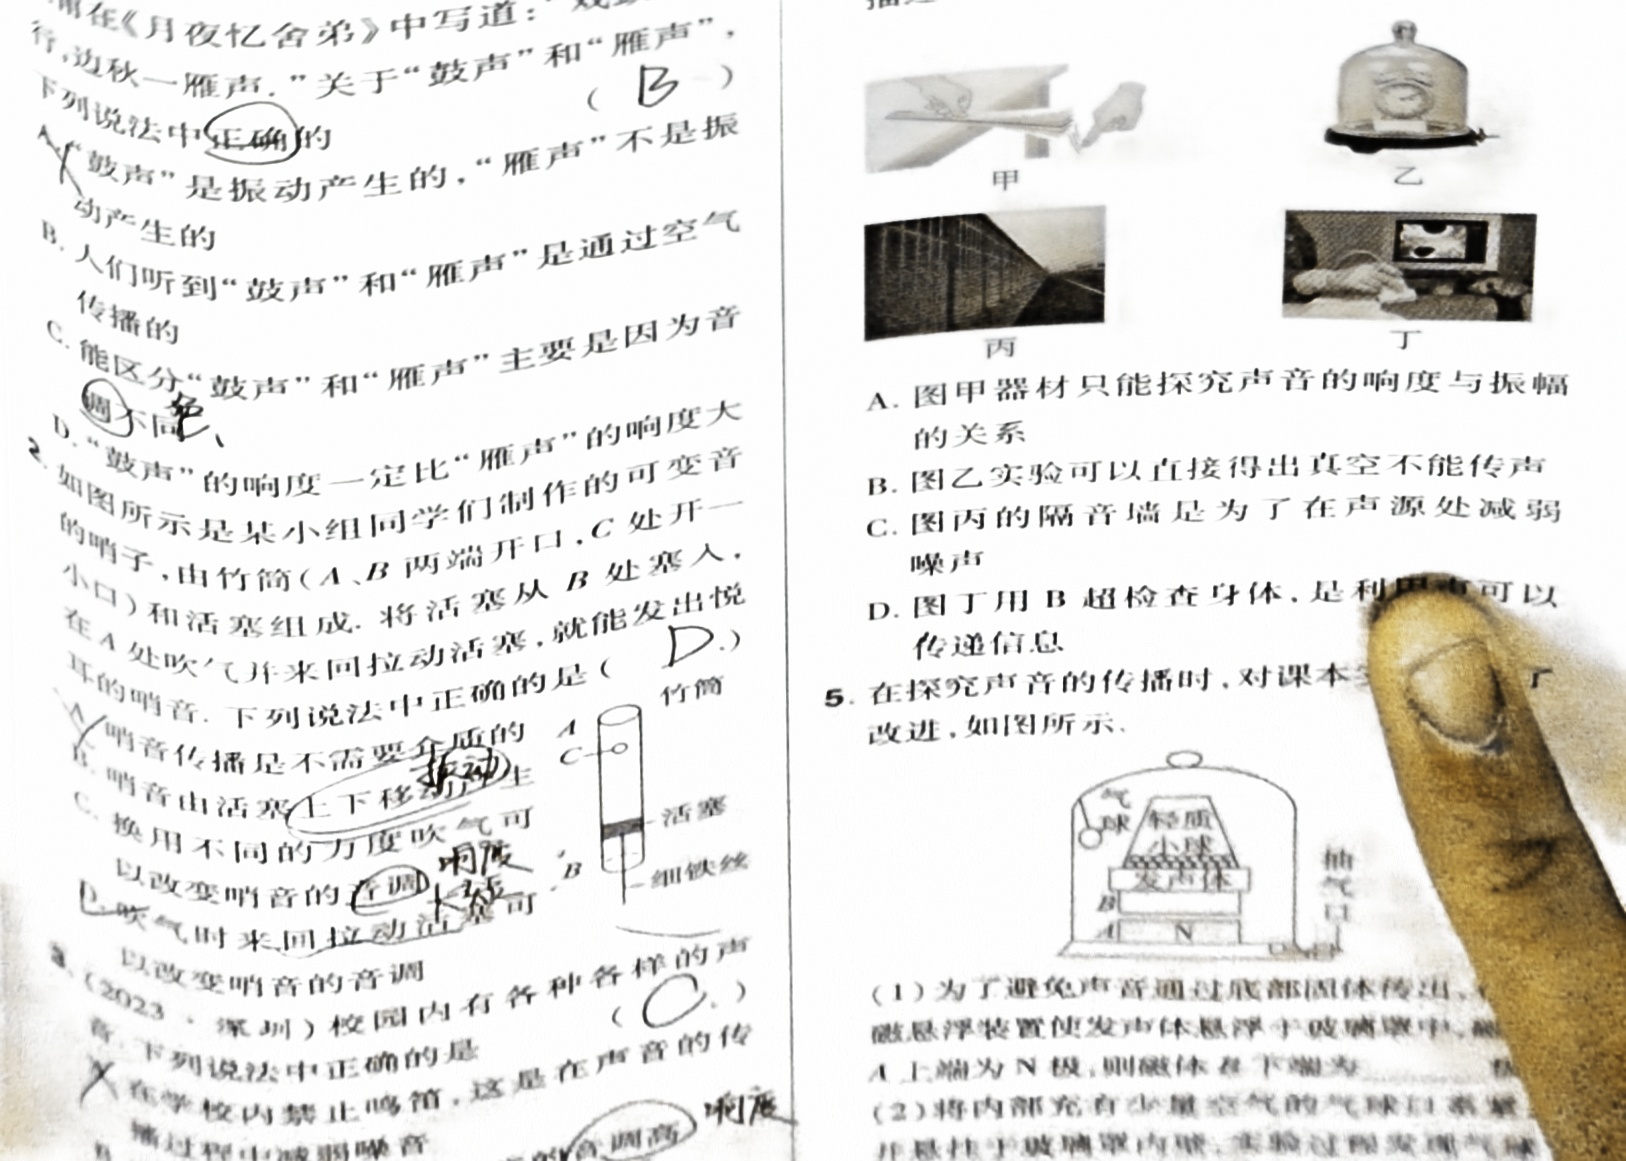 甫在《月夜忆舍弟》中写道：“戍鼓
行，边秋一雁声．”关于“鼓声”和“雁声”，
下列说法中正确的 （ B ）
A. “鼓声”是振动产生的，“雁声”不是振
动产生的
B. 人们听到“鼓声”和“雁声”是通过空气
传播的
C. 能区分“鼓声”和“雁声”主要是因为音
调不同 色
D. “鼓声”的响度一定比“雁声”的响度大
2. 如图所示是某小组同学们制作的可变音
的哨子，由竹筒（A、B 两端开口，C 处开一
小口）和活塞组成. 将活塞从 B 处塞入，
在 A 处吹气并来回拉动活塞，就能发出悦
耳的哨音. 下列说法中正确的是（ D. ）
A. 哨音传播是不需要介质的
振动
B. 哨音由活塞上下移动产生
C. 换用不同的力度吹气可
响度
以改变哨音的音调
D. 吹气时来回拉动活塞可
以改变哨音的音调
竹筒
A
C
活塞
B
细铁丝
3. （2023 · 深圳）校园内有各种各样的声
音. 下列说法中正确的是 （ C. ）
A. 在学校内禁止鸣笛，这是在声音的传
播过程中减弱噪音
音调高 响度
甲
乙
丙
丁
A. 图甲器材只能探究声音的响度与振幅
的关系
B. 图乙实验可以直接得出真空不能传声
C. 图丙的隔音墙是为了在声源处减弱
噪声
D. 图丁用 B 超检查身体，是利用声可以
传递信息
5. 在探究声音的传播时，对课本 了
改进，如图所示.
气球
轻质小球
发声体
B
A N
抽气口
（1）为了避免声音通过底部固体传出，
磁悬浮装置使发声体悬浮于玻璃罩中，
A 上端为 N 极，则磁体 B 下端为 极
（2）将内部充有少量空气的气球口系紧
并悬挂于玻璃罩内壁，实验过程发现气球